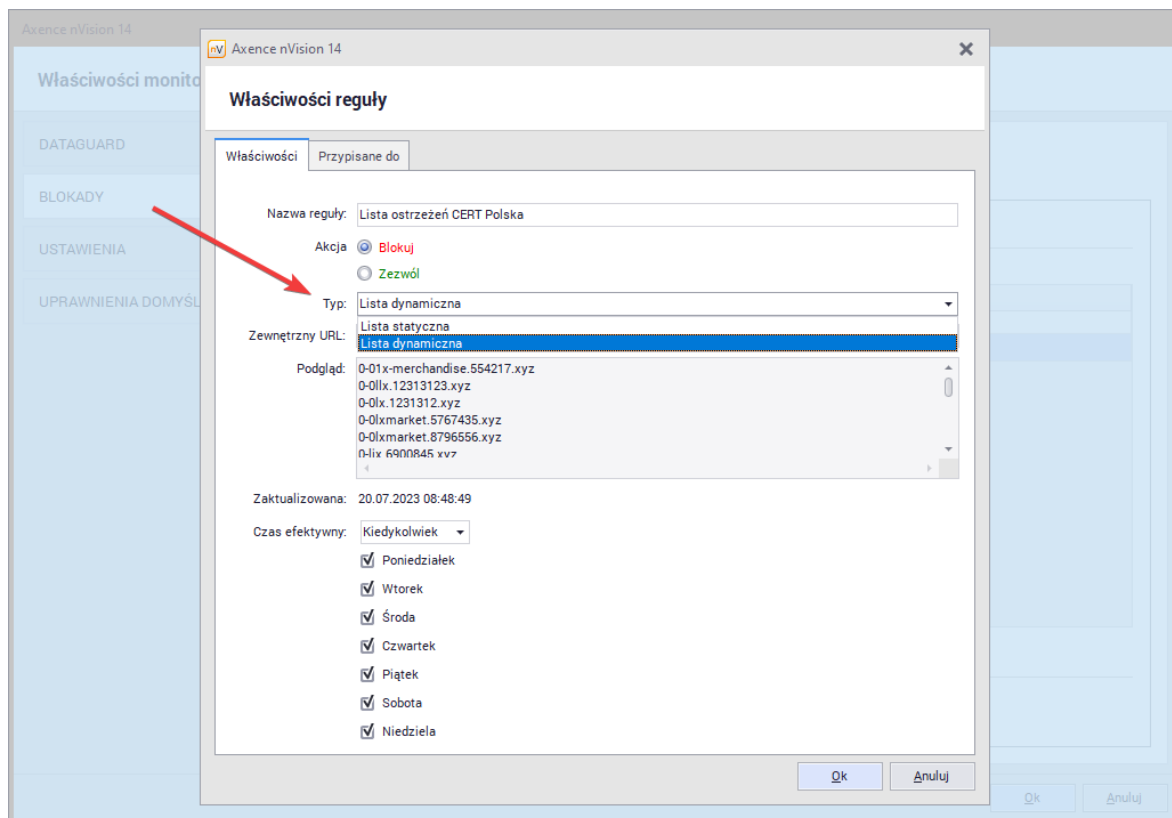 Axence nVision 14
Właściwości monito
DATAGUARD
BLOKADY
USTAWIENIA
UPRAWNIENIA DOMYŚL
nV Axence nVision 14
Właściwości reguły
Właściwości Przypisane do
Nazwa reguły: Lista ostrzeżeń CERT Polska
Akcja Blokuj
Zezwól
Typ: Lista dynamiczna
Lista statyczna
Zewnętrzny URL: Lista dynamiczna
Podgląd: 0-01x-merchandise.554217.xyz
0-0llx.12313123.xyz
0-0lx.1231312.xyz
0-0lxmarket.5767435.xyz
0-0lxmarket.8796556.xyz
Zaktualizowana: 20.07.2023 08:48:49
Czas efektywny: Kiedykolwiek
Poniedziałek
Wtorek
Środa
Czwartek
Piątek
Sobota
Niedziela
Ok Anuluj
Ok Anuluj